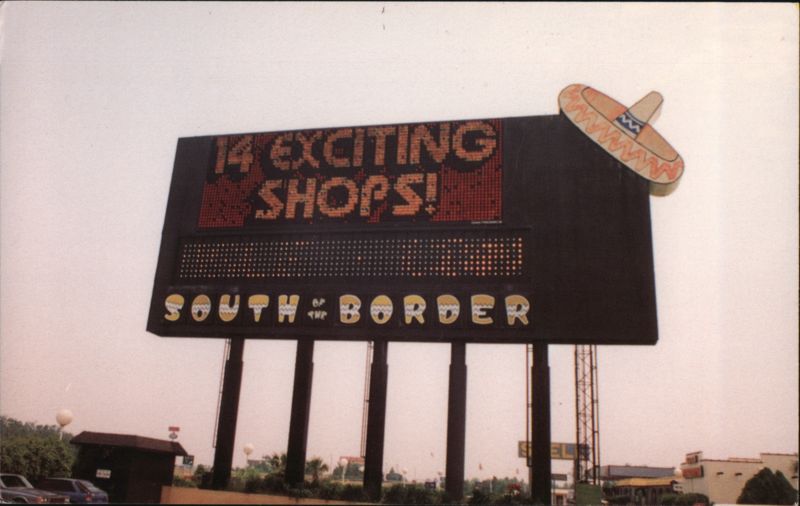 14 EXCITING
SHOPS!
SOUTH OF THE BORDER